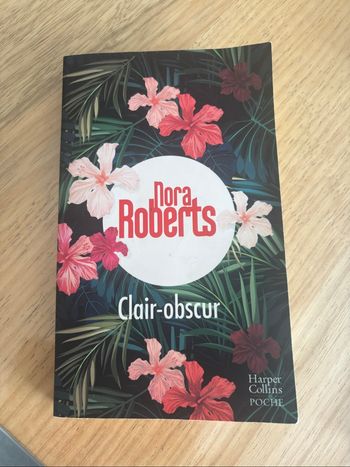 Nora
Roberts
Clair-obscur
Harper
Collins
POCHE